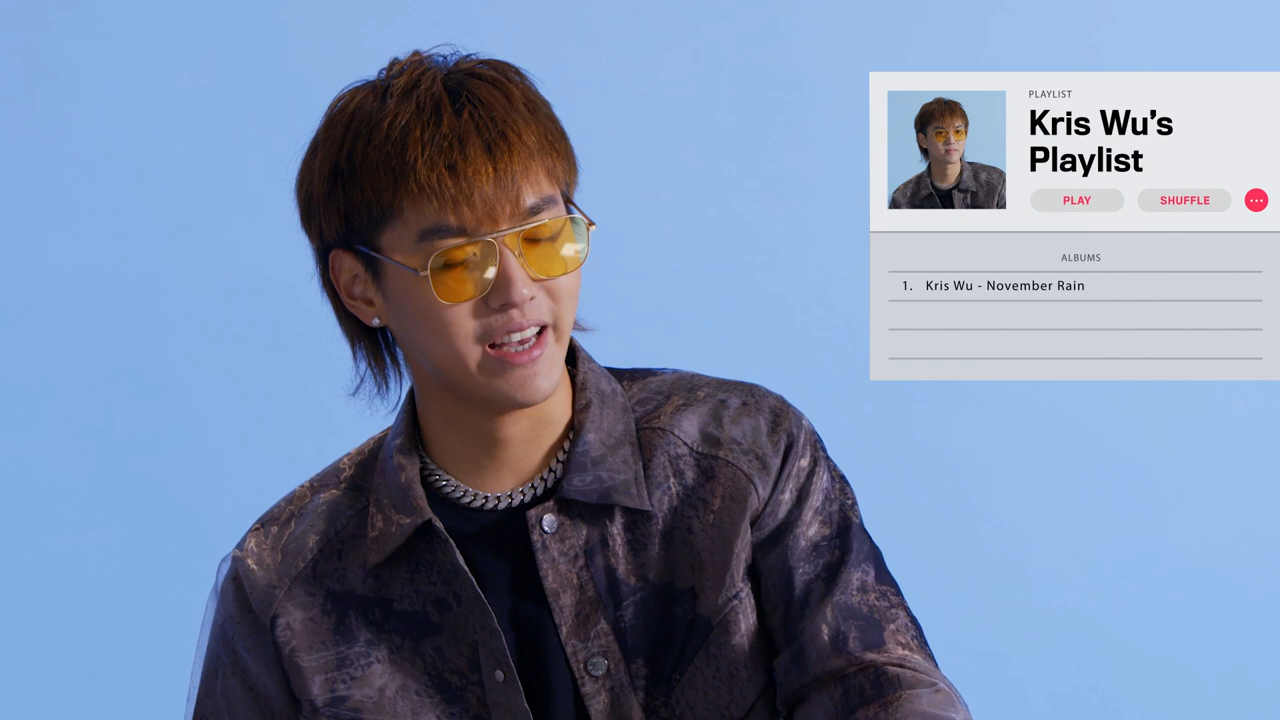 PLAYLIST
Kris Wu's
Playlist
PLAY
SHUFFLE
ALBUMS
1. Kris Wu - November Rain